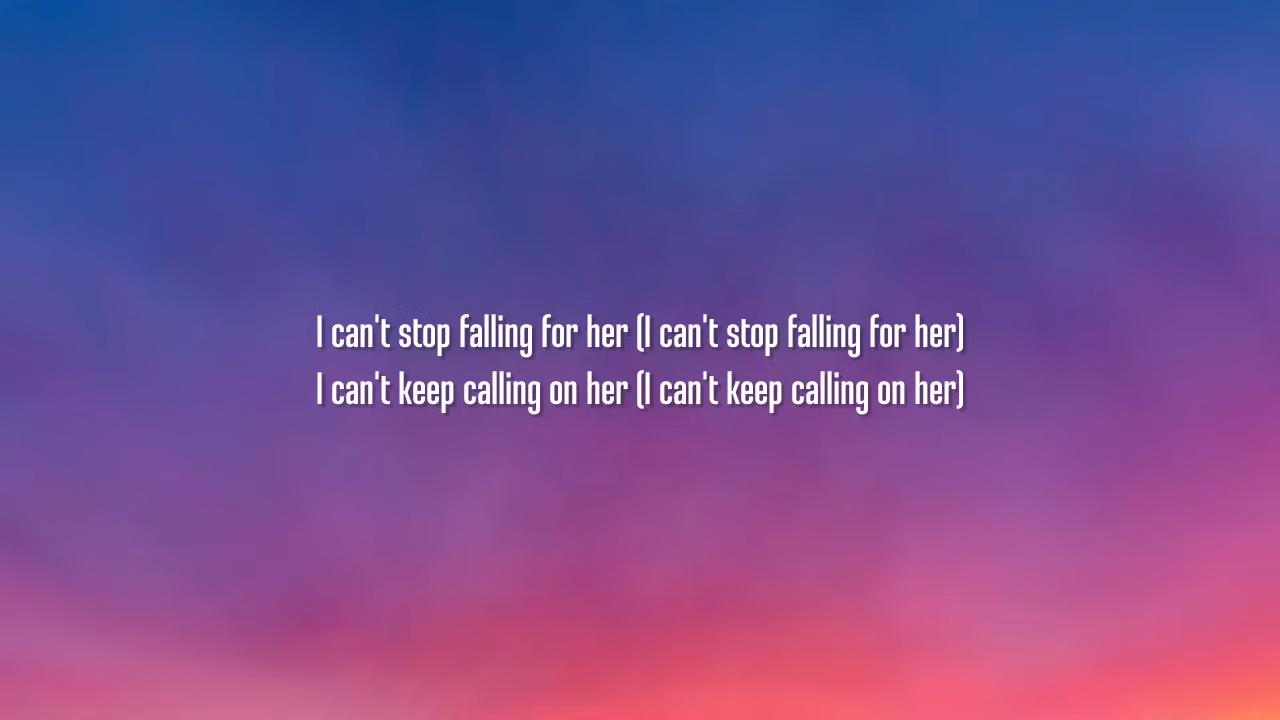 I can't stop falling for her (I can't stop falling for her)
I can't keep calling on her (I can't keep calling on her)